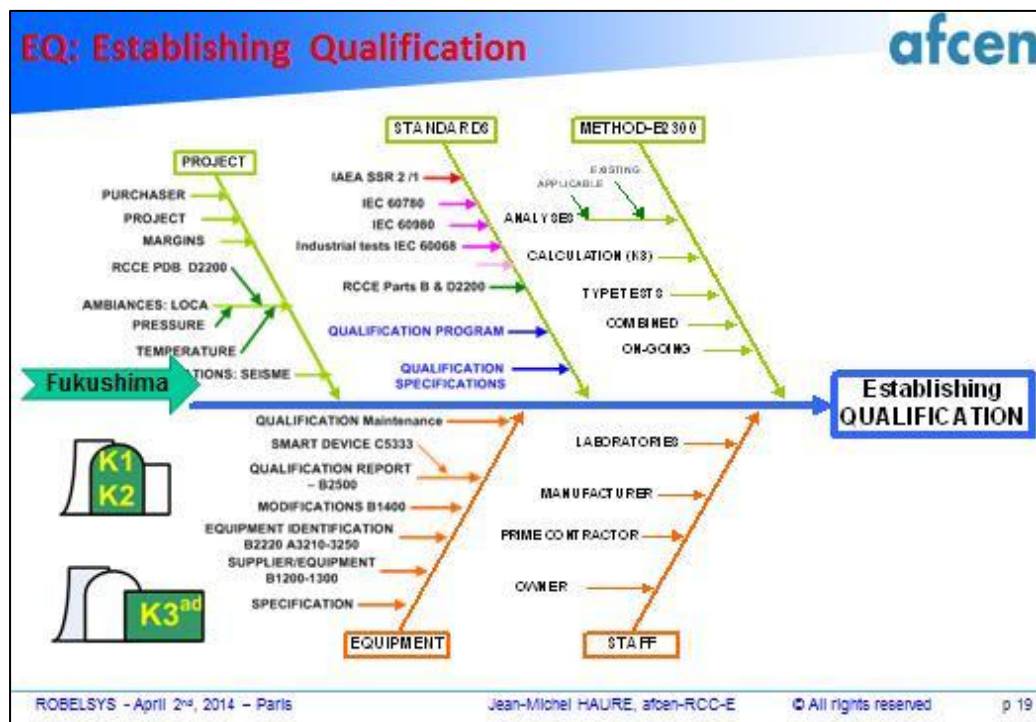 EQ: Establishing Qualification
afcen
STANDARDS
METHOD-E2300
PROJECT
PURCHASER
PROJECT
MARGINS
RCCE PDB D2200
AMBIANCES: LOCA
PRESSURE
TEMPERATURE
ATIONS: SEISME
IAEA SSR 2 /1
IEC 60780
IEC 60980
Industrial tests IEC 60068
RCCE Parts B & D2200
QUALIFICATION PROGRAM
QUALIFICATION
SPECIFICATIONS
EXISTING
APPLICABLE
ANALYSES
CALCULATION (K3)
TYPETESTS
COMBINED
ON-GOING
Fukushima
Establishing
QUALIFICATION
K1
K2
K3ad
QUALIFICATION Maintenance
SMART DEVICE C5333
QUALIFICATION REPORT
– B2500
MODIFICATIONS B1400
EQUIPMENT IDENTIFICATION
B2220 A3210-3250
SUPPLIER/EQUIPMENT
B1200-1300
SPECIFICATION
EQUIPMENT
LABORATORIES
MANUFACTURER
PRIME CONTRACTOR
OWNER
STAFF
ROBELSYS - April 2nd, 2014 – Paris
Jean-Michel HAURE, afcen-RCC-E
© All rights reserved
p 19